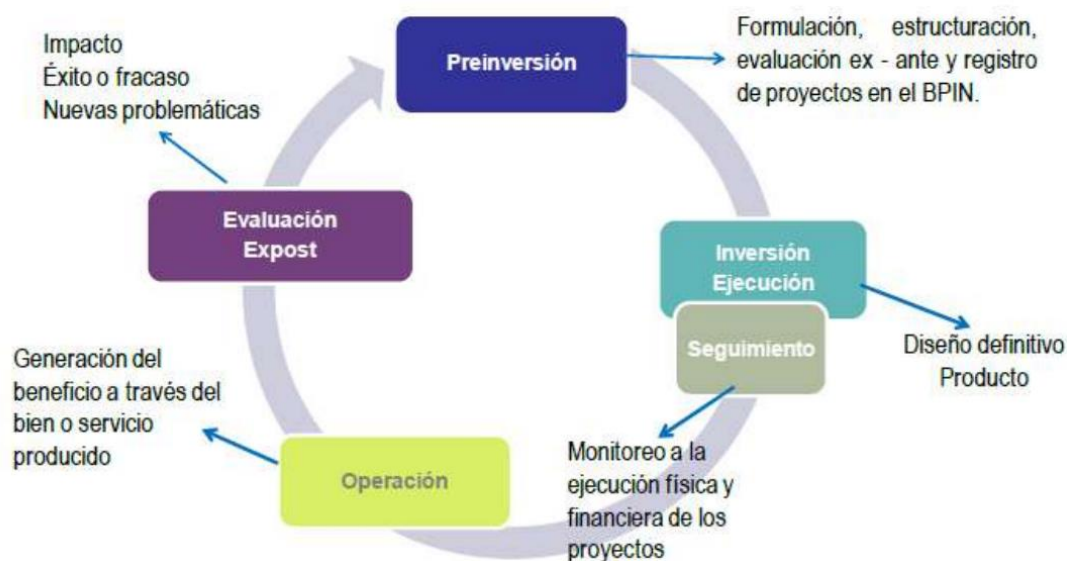 Impacto
Éxito o fracaso
Nuevas problemáticas
Preinversión
Formulación, estructuración,
evaluación ex - ante y registro
de proyectos en el BPIN.
Evaluación
Expost
Inversión
Ejecución
Seguimiento
Diseño definitivo
Producto
Generación del
beneficio a través del
bien o servicio
producido
Operación
Monitoreo a la
ejecución física y
financiera de los
proyectos